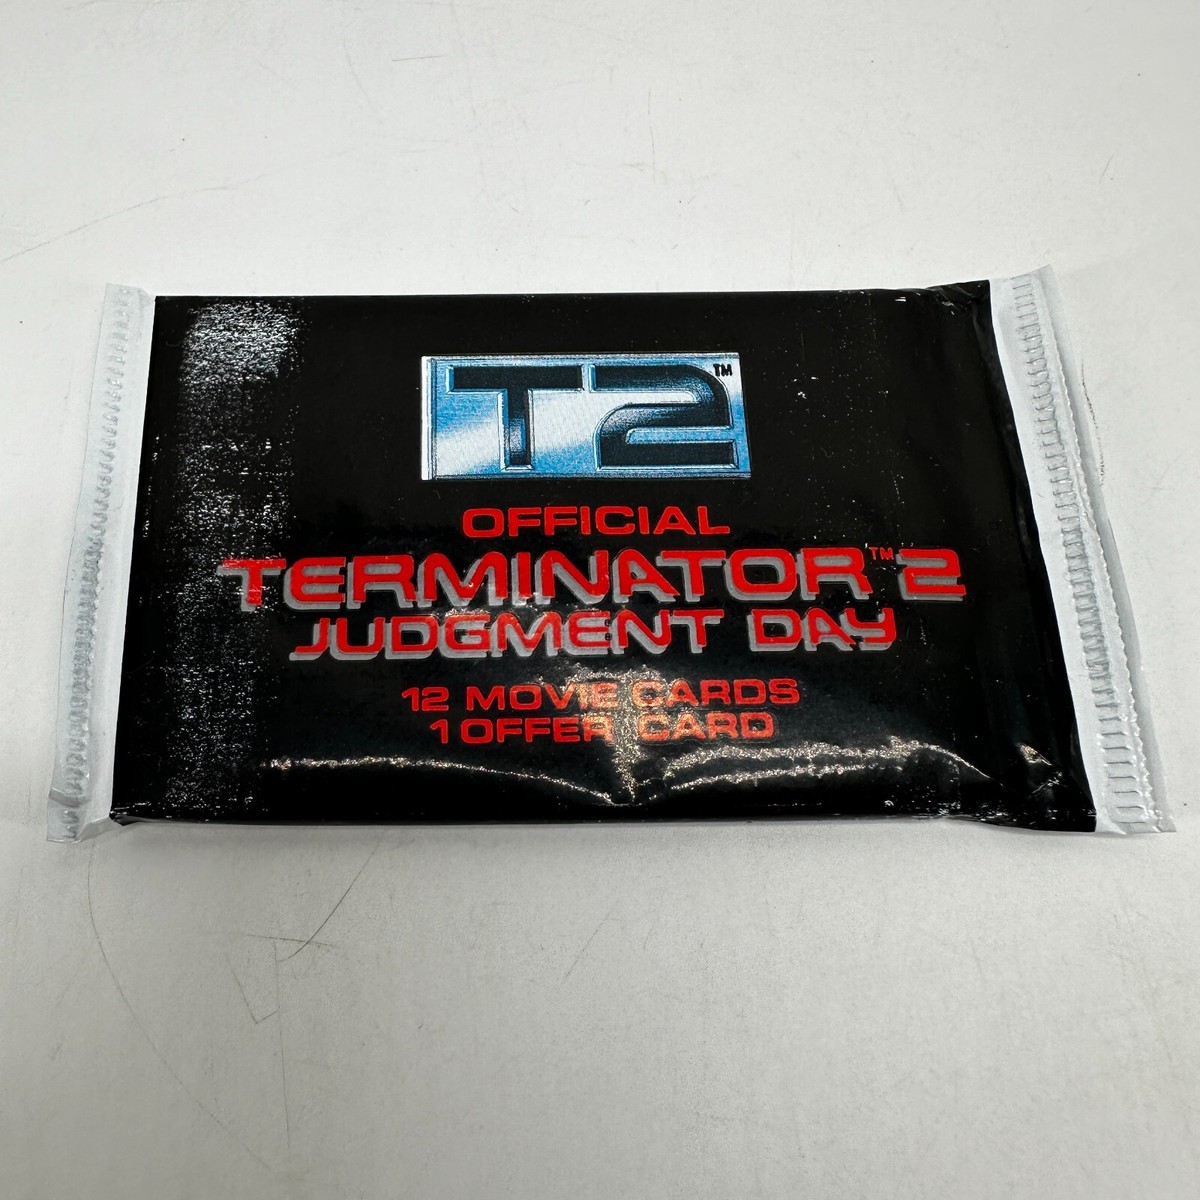 T2™
OFFICIAL
TERMINATOR™ 2
JUDGMENT DAY
12 MOVIE CARDS
1 OFFER CARD